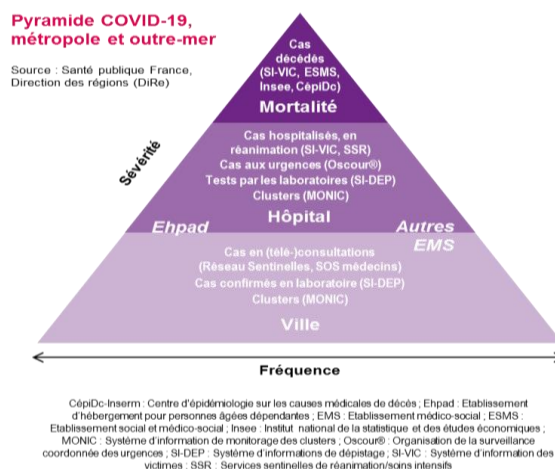 Pyramide COVID-19,
métropole et outre-mer
Source : Santé publique France,
Direction des régions (DiRe)
Cas
décédés
(SI-VIC, ESMS,
Insee, CépiDc)
Mortalité
Sévérité
Cas hospitalisés, en
réanimation (SI-VIC, SSR)
Cas aux urgences (Oscour®)
Tests par les laboratoires (SI-DEP)
Clusters (MONIC)
Hôpital
Ehpad
Autres
EMS
Cas en (télé-)consultations
(Réseau Sentinelles, SOS médecins)
Cas confirmés en laboratoire (SI-DEP)
Clusters (MONIC)
Ville
Fréquence
CépiDc-Inserm : Centre d'épidémiologie sur les causes médicales de décès ; Ehpad : Etablissement
d'hébergement pour personnes âgées dépendantes ; EMS : Etablissement médico-social ; ESMS :
Etablissement social et médico-social ; Insee : Institut national de la statistique et des études économiques ;
MONIC : Système d'information de monitorage des clusters ; Oscour® : Organisation de la surveillance
coordonnée des urgences ; SI-DEP : Système d'informations de dépistage ; SI-VIC : Système d'information des
victimes ; SSR : Services sentinelles de réanimation/soins intensifs